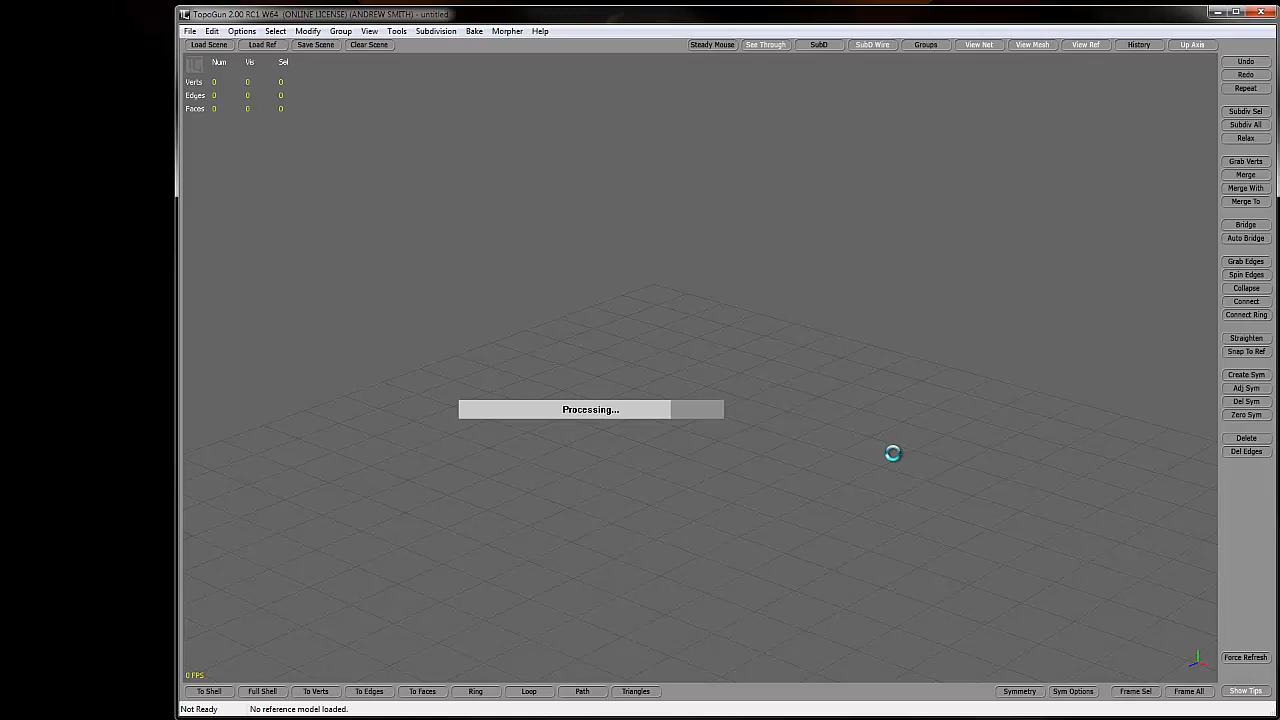 TopoGun 2.00 RC1 W64 (ONLINE LICENSE) (ANDREW SMITH) - untitled
File Edit Options Select Modify Group View Tools Subdivision Bake Morpher Help
Load Scene Load Ref Save Scene Clear Scene Steady Mouse See Through SubD SubD Wire Groups View Net View Mesh View Ref History Up Axis
Num Vis Sel
Verts 0 0 0
Edges 0 0 0
Faces 0 0 0
Undo
Redo
Repeat
Subdiv Sel
Subdiv All
Relax
Grab Verts
Merge
Merge With
Merge To
Bridge
Auto Bridge
Grab Edges
Spin Edges
Collapse
Connect
Connect Ring
Straighten
Snap To Ref
Create Sym
Adj Sym
Del Sym
Zero Sym
Processing...
Delete
Del Edges
Force Refresh
0 FPS
To Shell Full Shell To Verts To Edges To Faces Ring Loop Path Triangles Symmetry Sym Options Frame Sel Frame All Show Tips
Not Ready No reference model loaded.